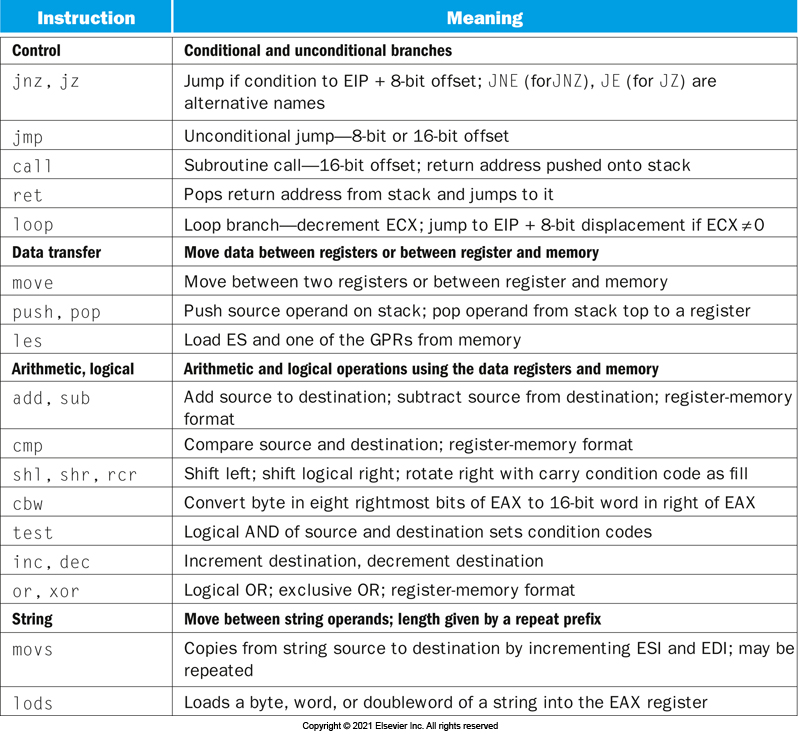 Instruction Meaning
Control Conditional and unconditional branches
jnz, jz Jump if condition to EIP + 8-bit offset; JNE (forJNZ), JE (for JZ) are
alternative names
jmp Unconditional jump—8-bit or 16-bit offset
call Subroutine call—16-bit offset; return address pushed onto stack
ret Pops return address from stack and jumps to it
loop Loop branch—decrement ECX; jump to EIP + 8-bit displacement if ECX≠0
Data transfer Move data between registers or between register and memory
move Move between two registers or between register and memory
push, pop Push source operand on stack; pop operand from stack top to a register
les Load ES and one of the GPRs from memory
Arithmetic, logical Arithmetic and logical operations using the data registers and memory
add, sub Add source to destination; subtract source from destination; register-memory
format
cmp Compare source and destination; register-memory format
shl, shr, rcr Shift left; shift logical right; rotate right with carry condition code as fill
cbw Convert byte in eight rightmost bits of EAX to 16-bit word in right of EAX
test Logical AND of source and destination sets condition codes
inc, dec Increment destination, decrement destination
or, xor Logical OR; exclusive OR; register-memory format
String Move between string operands; length given by a repeat prefix
movs Copies from string source to destination by incrementing ESI and EDI; may be
repeated
lods Loads a byte, word, or doubleword of a string into the EAX register
Copyright © 2021 Elsevier Inc. All rights reserved